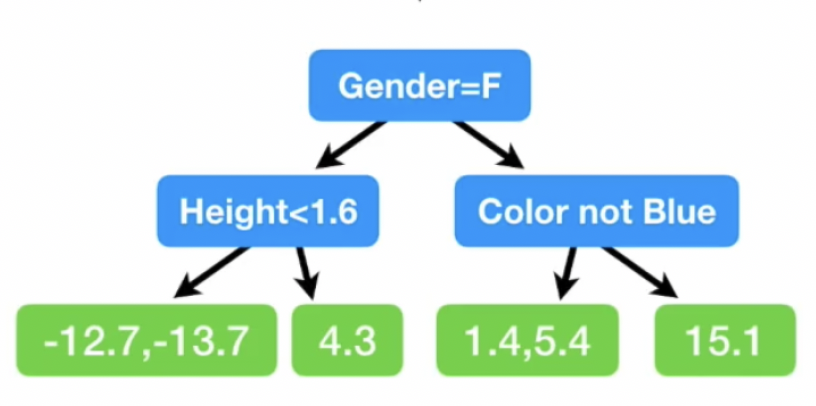 Gender=F
Height<1.6
Color not Blue
-12.7,-13.7
4.3
1.4,5.4
15.1